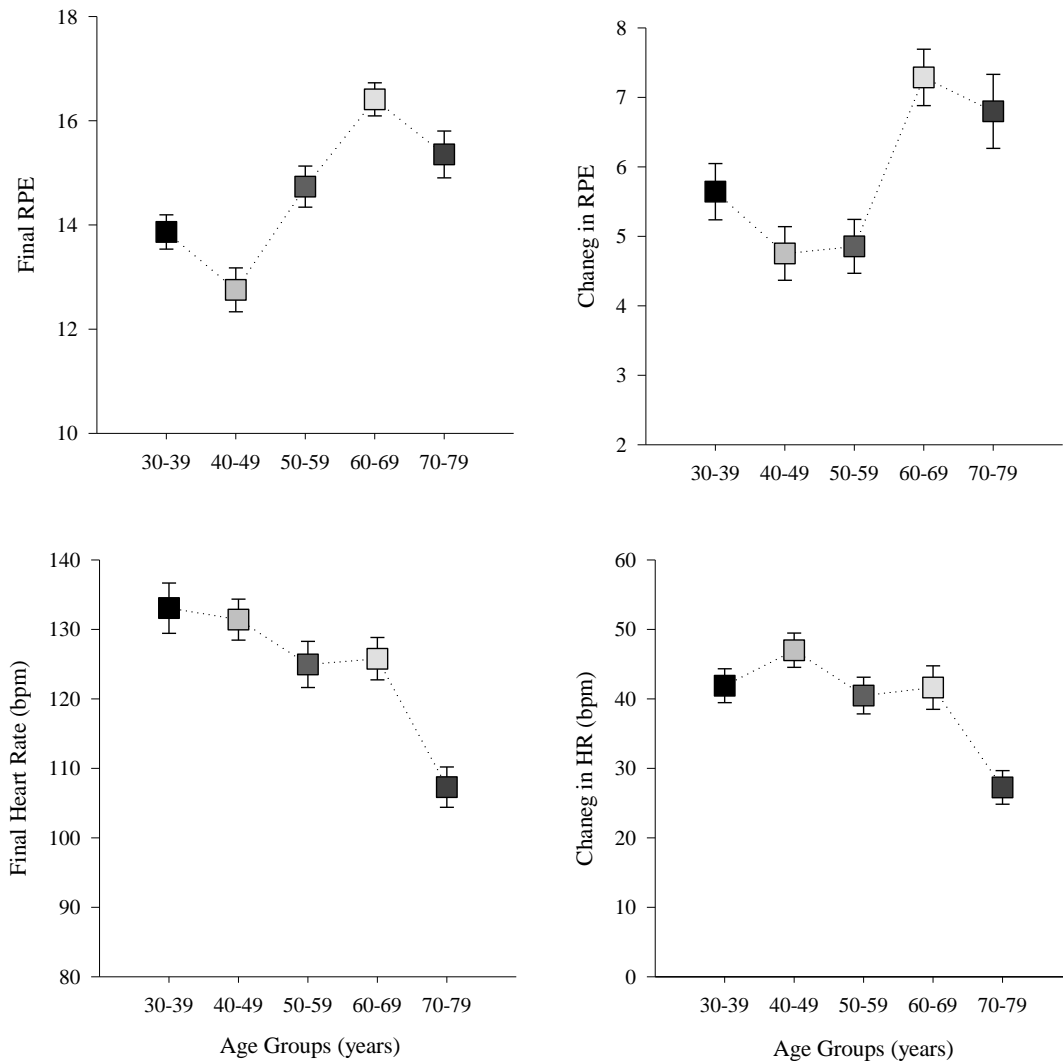 Final RPE
18
16
14
12
10
30-39 40-49 50-59 60-69 70-79
Chaneg in RPE
8
7
6
5
4
3
2
30-39 40-49 50-59 60-69 70-79
Final Heart Rate (bpm)
140
130
120
110
100
90
80
30-39 40-49 50-59 60-69 70-79
Age Groups (years)
Chaneg in HR (bpm)
60
50
40
30
20
10
0
30-39 40-49 50-59 60-69 70-79
Age Groups (years)